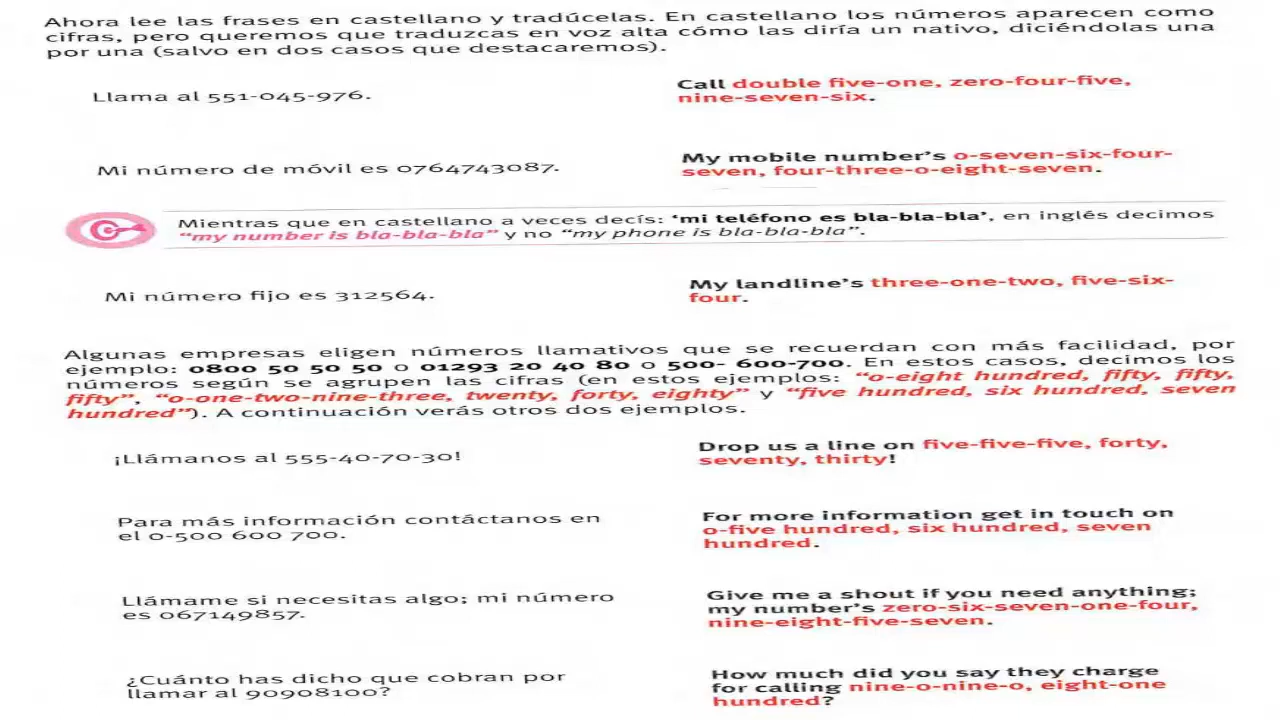 Ahora lee las frases en castellano y tradúcelas. En castellano los números aparecen como
cifras, pero queremos que traduzcas en voz alta cómo las diría un nativo, diciéndolas una
por una (salvo en dos casos que destacaremos).
Llama al 551-045-976.
Call double five-one, zero-four-five,
nine-seven-six.
Mi número de móvil es 0764743087.
My mobile number’s o-seven-six-four-
seven, four-three-o-eight-seven.
Mientras que en castellano a veces decís: ‘mi teléfono es bla-bla-bla’, en inglés decimos
“my number is bla-bla-bla” y no “my phone is bla-bla-bla”.
Mi número fijo es 312564.
My landline’s three-one-two, five-six-
four.
Algunas empresas eligen números llamativos que se recuerdan con más facilidad, por
ejemplo: 0800 50 50 50 o 01293 20 40 80 o 500- 600-700. En estos casos, decimos los
números según se agrupen las cifras (en estos ejemplos: “o-eight hundred, fifty, fifty,
fifty”, “o-one-two-nine-three, twenty, forty, eighty” y “five hundred, six hundred, seven
hundred”). A continuación verás otros dos ejemplos.
¡Llámanos al 555-40-70-30!
Drop us a line on five-five-five, forty,
seventy, thirty!
Para más información contáctanos en
el 0-500 600 700.
For more information get in touch on
o-five hundred, six hundred, seven
hundred.
Llámame si necesitas algo; mi número
es 067149857.
Give me a shout if you need anything;
my number’s zero-six-seven-one-four,
nine-eight-five-seven.
¿Cuánto has dicho que cobran por
llamar al 90908100?
How much did you say they charge
for calling nine-o-nine-o, eight-one
hundred?